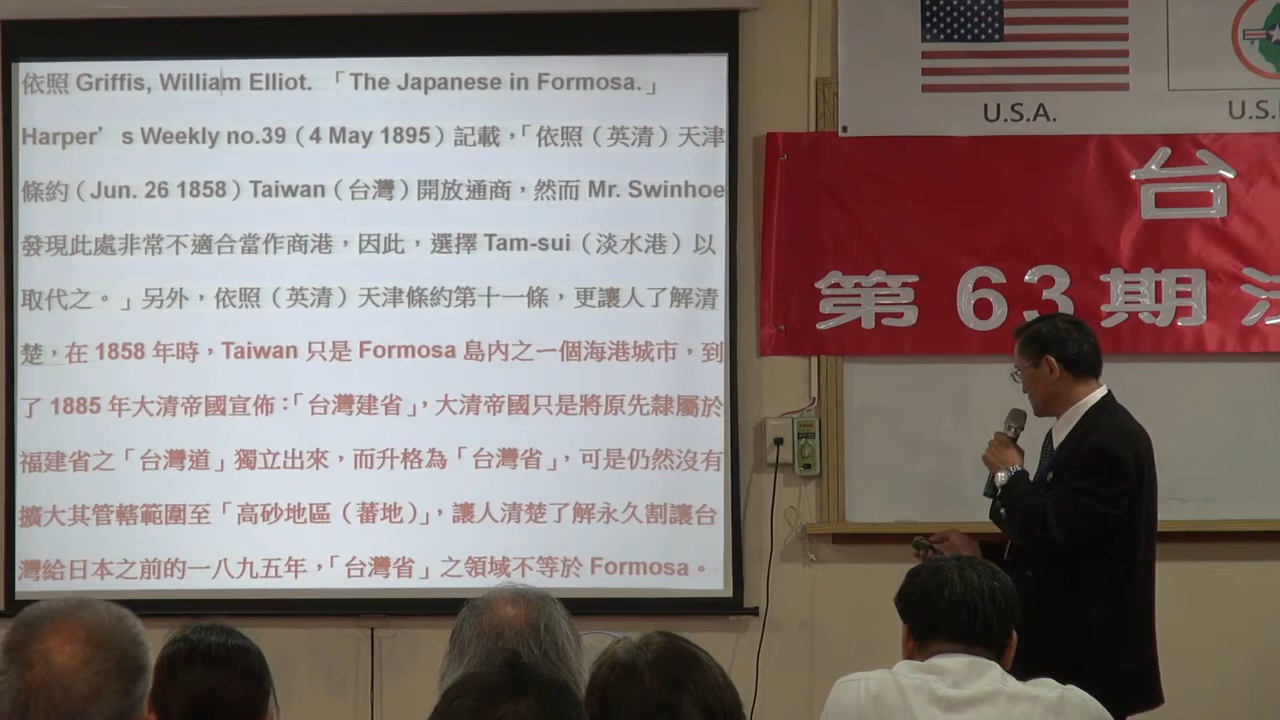 依照 Griffis, William Elliot. 「The Japanese in Formosa.」
Harper’s Weekly no.39（4 May 1895）記載，「依照（英清）天津
條約（Jun. 26 1858）Taiwan（台灣）開放通商，然而 Mr. Swinhoe
發現此處非常不適合當作商港，因此，選擇 Tam-sui（淡水港）以
取代之。」另外，依照（英清）天津條約第十一條，更讓人了解清
楚，在 1858 年時，Taiwan 只是 Formosa 島內之一個海港城市，到
了 1885 年大清帝國宣佈：「台灣建省」，大清帝國只是將原先隸屬於
福建省之「台灣道」獨立出來，而升格為「台灣省」，可是仍然沒有
擴大其管轄範圍至「高砂地區（蕃地）」，讓人清楚了解永久割讓台
灣給日本之前的一八九五年，「台灣省」之領域不等於 Formosa。
U.S.A.
U.S.
台
第 63 期